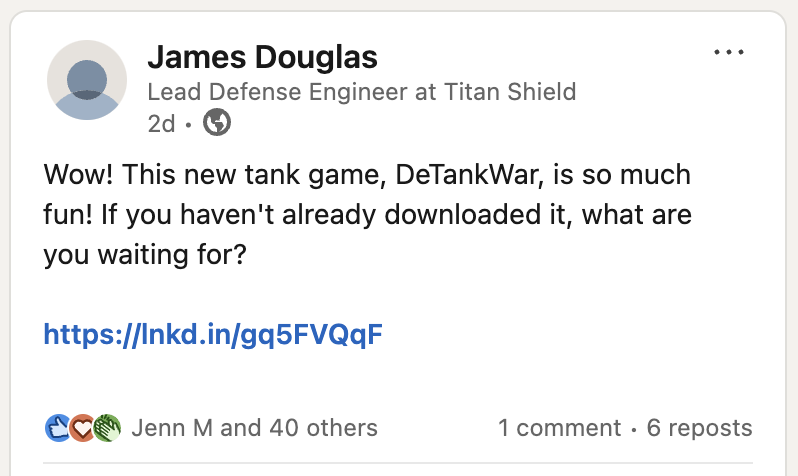 James Douglas
Lead Defense Engineer at Titan Shield
2d •
Wow! This new tank game, DeTankWar, is so much
fun! If you haven't already downloaded it, what are
you waiting for?
https://lnkd.in/gq5FVQqF
Jenn M and 40 others
1 comment • 6 reposts